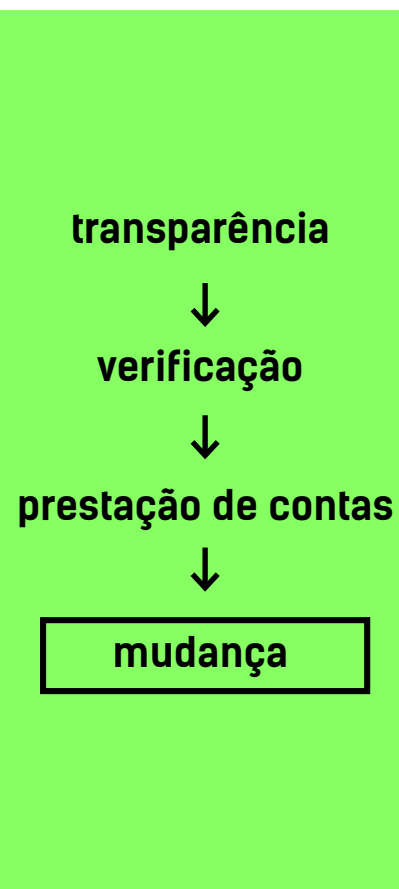 transparência
↓
verificação
↓
prestação de contas
↓
mudança